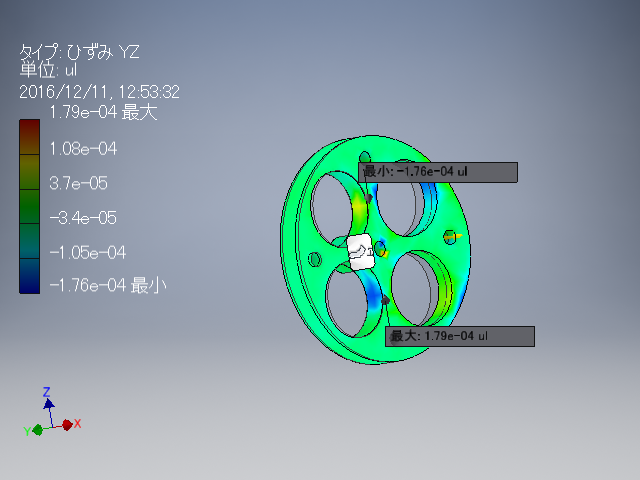 タイプ: ひずみ YZ
単位: ul
2016/12/11, 12:53:32
1.79e-04 最大
1.08e-04
3.7e-05
-3.4e-05
-1.05e-04
-1.76e-04 最小
最小: -1.76e-04 ul
最大: 1.79e-04 ul
Z
Y
X